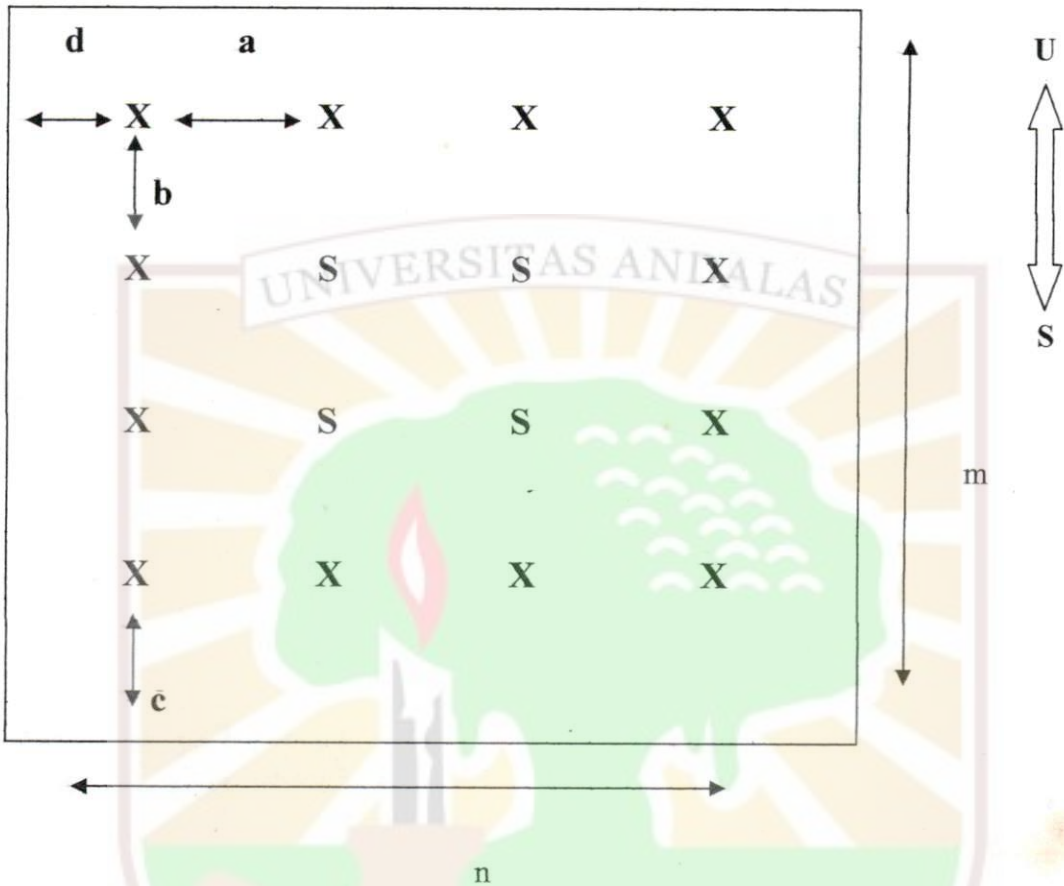 d a U
X X X X
b
UNIVERSITAS ANDALAS
X S S X
S
X S S X
m
X X X X
c
n